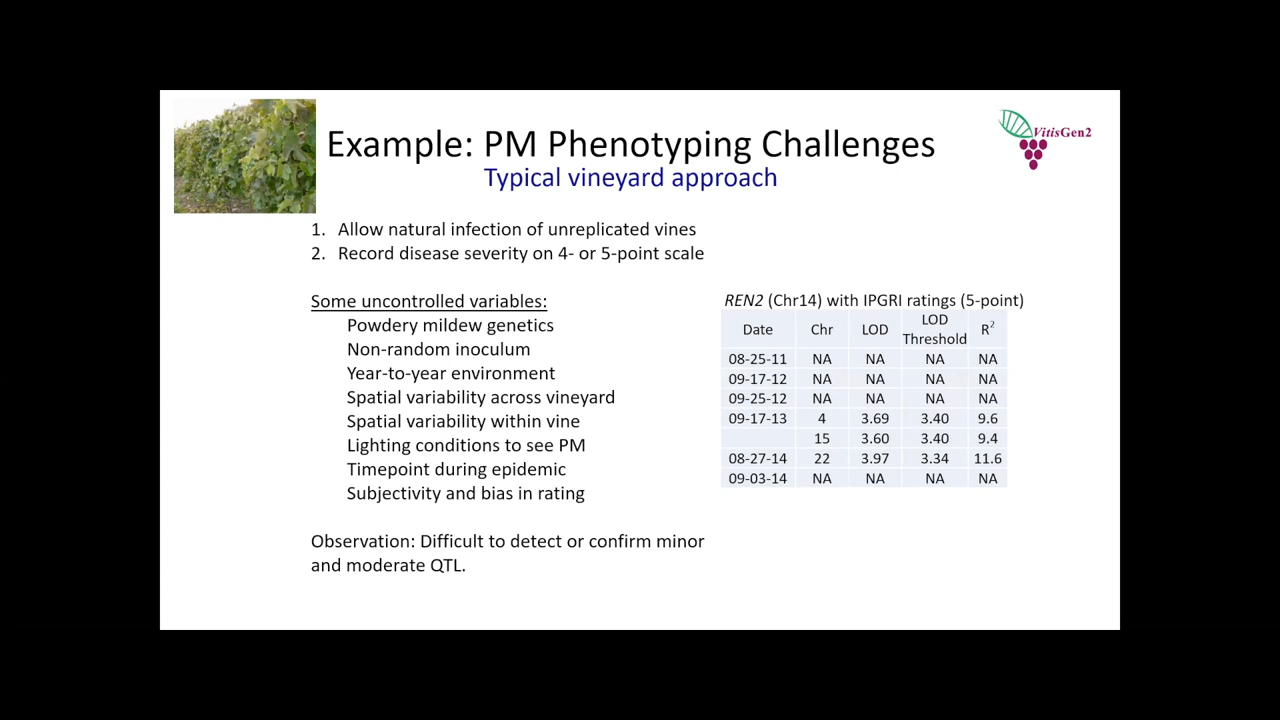 Example: PM Phenotyping Challenges
Typical vineyard approach
VitisGen2
1. Allow natural infection of unreplicated vines
2. Record disease severity on 4- or 5-point scale
Some uncontrolled variables:
Powdery mildew genetics
Non-random inoculum
Year-to-year environment
Spatial variability across vineyard
Spatial variability within vine
Lighting conditions to see PM
Timepoint during epidemic
Subjectivity and bias in rating
Observation: Difficult to detect or confirm minor
and moderate QTL.
REN2 (Chr14) with IPGRI ratings (5-point)
Date Chr LOD LOD Threshold R²
08-25-11 NA NA NA NA
09-17-12 NA NA NA NA
09-25-12 NA NA NA NA
09-17-13 4 3.69 3.40 9.6
15 3.60 3.40 9.4
08-27-14 22 3.97 3.34 11.6
09-03-14 NA NA NA NA